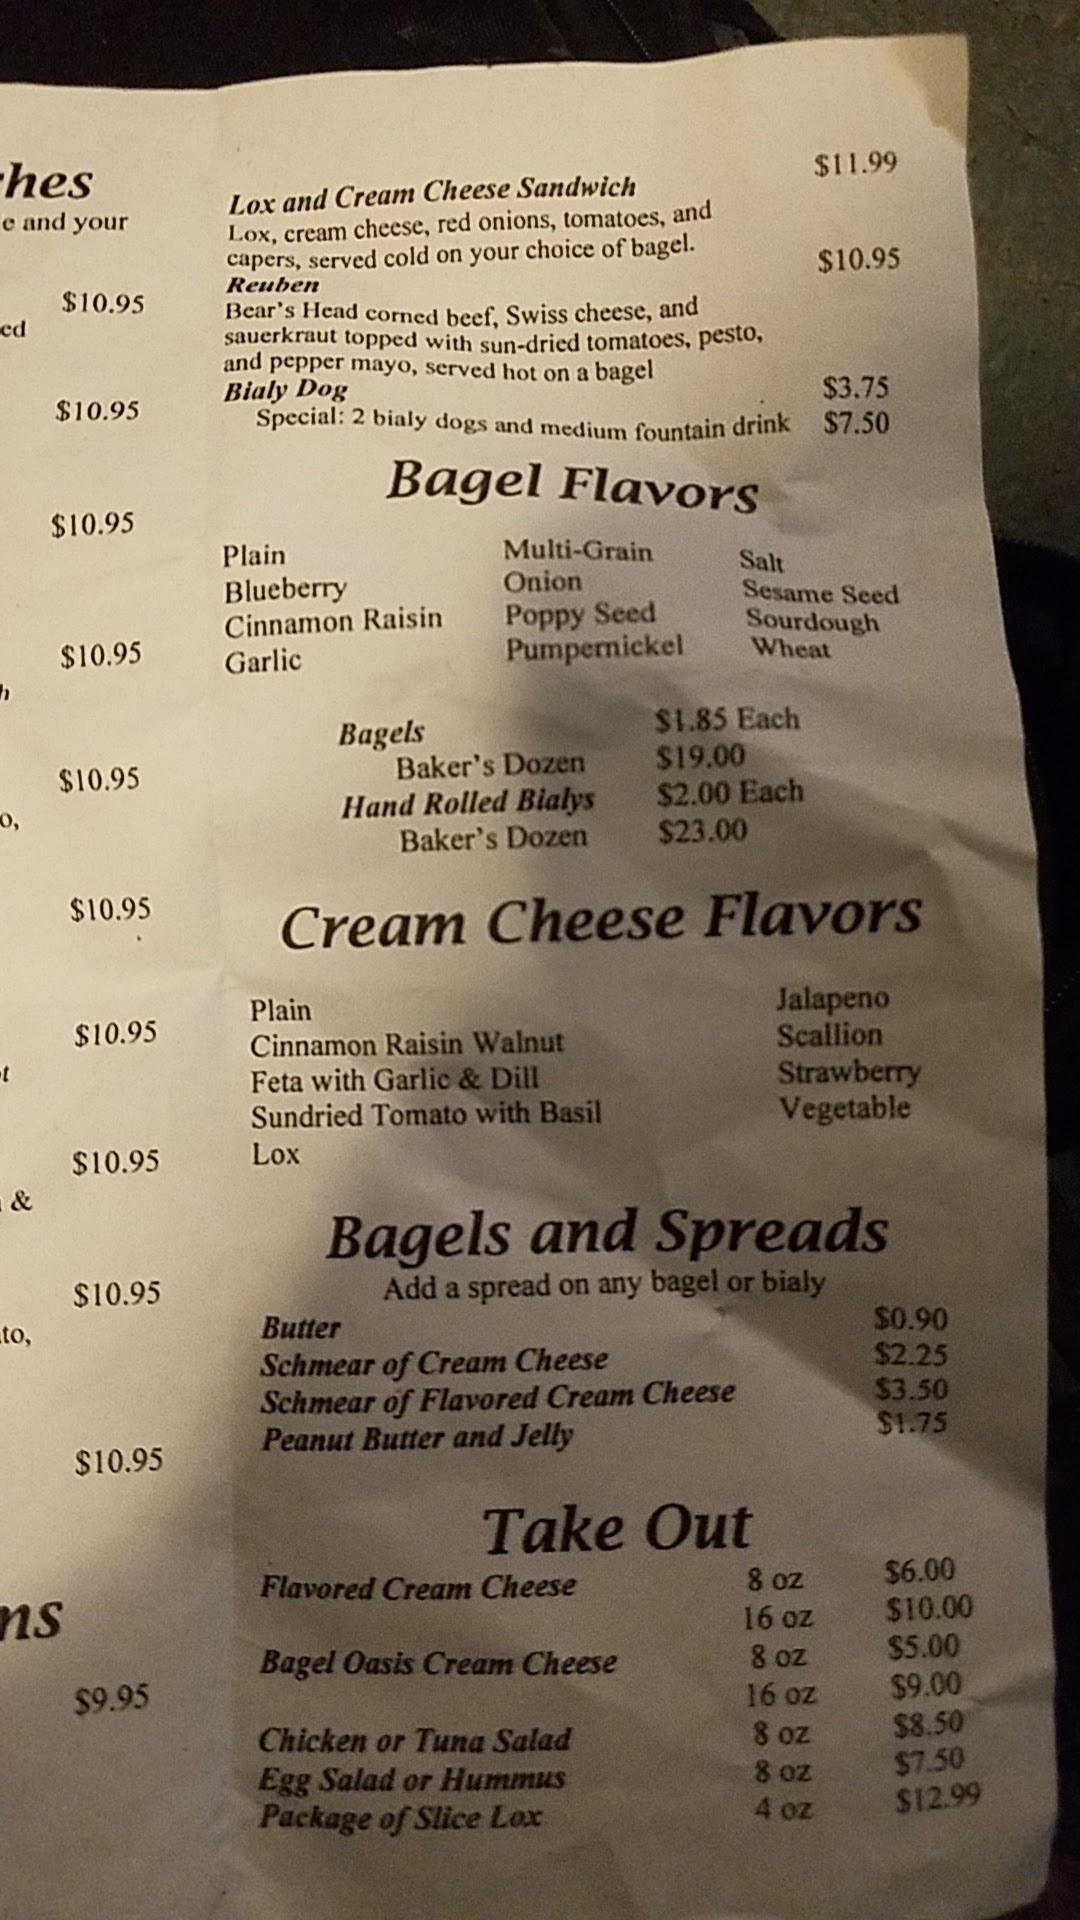 hes
e and your
$10.95
ed
$10.95
$10.95
$10.95
h
$10.95
o,
$10.95
$10.95
$10.95
&
$10.95
to,
$10.95
ns
$9.95
$11.99
Lox and Cream Cheese Sandwich
Lox, cream cheese, red onions, tomatoes, and
capers, served cold on your choice of bagel.
Reuben $10.95
Bear's Head corned beef, Swiss cheese, and
sauerkraut topped with sun-dried tomatoes, pesto,
and pepper mayo, served hot on a bagel
Bialy Dog $3.75
Special: 2 bialy dogs and medium fountain drink $7.50
Bagel Flavors
Plain Multi-Grain Salt
Blueberry Onion Sesame Seed
Cinnamon Raisin Poppy Seed Sourdough
Garlic Pumpernickel Wheat
Bagels $1.85 Each
Baker's Dozen $19.00
Hand Rolled Bialys $2.00 Each
Baker's Dozen $23.00
Cream Cheese Flavors
Plain Jalapeno
Cinnamon Raisin Walnut Scallion
Feta with Garlic & Dill Strawberry
Sundried Tomato with Basil Vegetable
Lox
Bagels and Spreads
Add a spread on any bagel or bialy
Butter $0.90
Schmear of Cream Cheese $2.25
Schmear of Flavored Cream Cheese $3.50
Peanut Butter and Jelly $1.75
Take Out
Flavored Cream Cheese 8 oz $6.00
16 oz $10.00
Bagel Oasis Cream Cheese 8 oz $5.00
16 oz $9.00
Chicken or Tuna Salad 8 oz $8.50
Egg Salad or Hummus 8 oz $7.50
Package of Slice Lox 4 oz $12.99